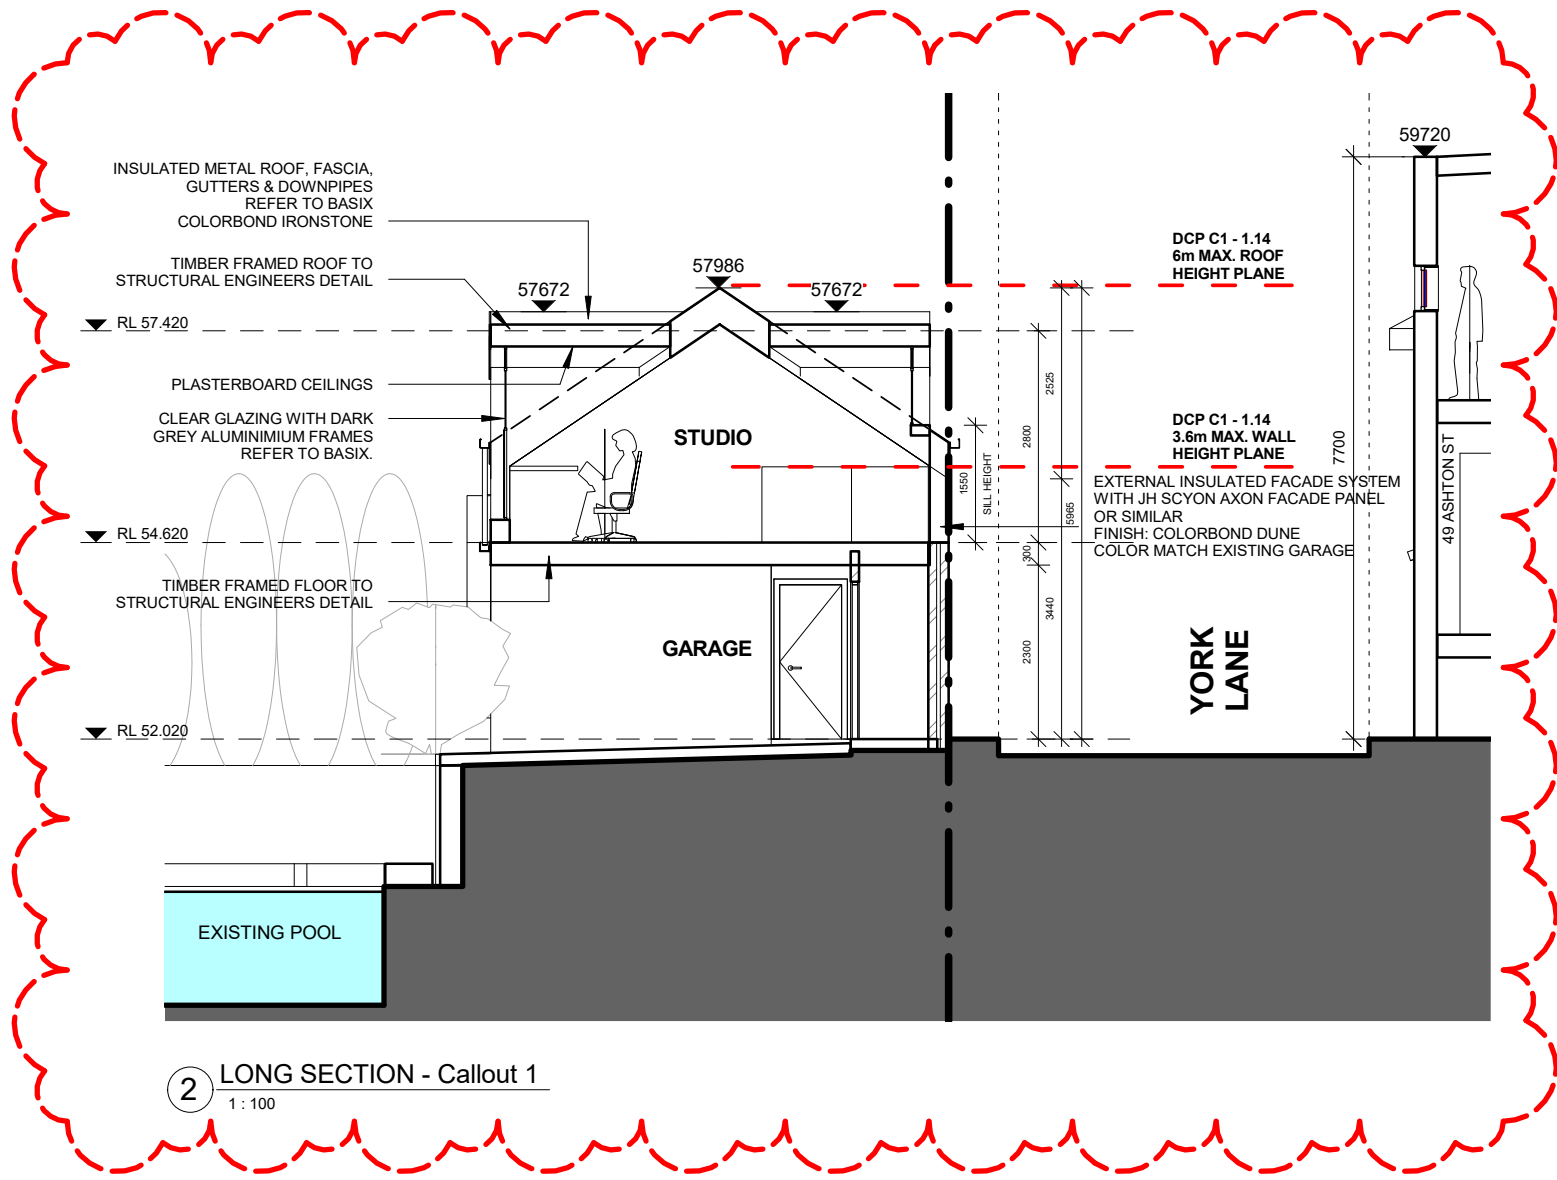 59720
INSULATED METAL ROOF, FASCIA,
GUTTERS & DOWNPIPES
REFER TO BASIX
COLORBOND IRONSTONE
DCP C1 - 1.14
6m MAX. ROOF
HEIGHT PLANE
TIMBER FRAMED ROOF TO
STRUCTURAL ENGINEERS DETAIL
57986
57672
57672
RL 57.420
PLASTERBOARD CEILINGS
2525
CLEAR GLAZING WITH DARK
GREY ALUMINIMIUM FRAMES
REFER TO BASIX.
STUDIO
2800
DCP C1 - 1.14
3.6m MAX. WALL
HEIGHT PLANE
7700
49 ASHTON ST
1550
SILL HEIGHT
5965
EXTERNAL INSULATED FACADE SYSTEM
WITH JH SCYON AXON FACADE PANEL
OR SIMILAR
FINISH: COLORBOND DUNE
COLOR MATCH EXISTING GARAGE
RL 54.620
300
TIMBER FRAMED FLOOR TO
STRUCTURAL ENGINEERS DETAIL
3440
GARAGE
2300
YORK
LANE
RL 52.020
EXISTING POOL
2
LONG SECTION - Callout 1
1 : 100